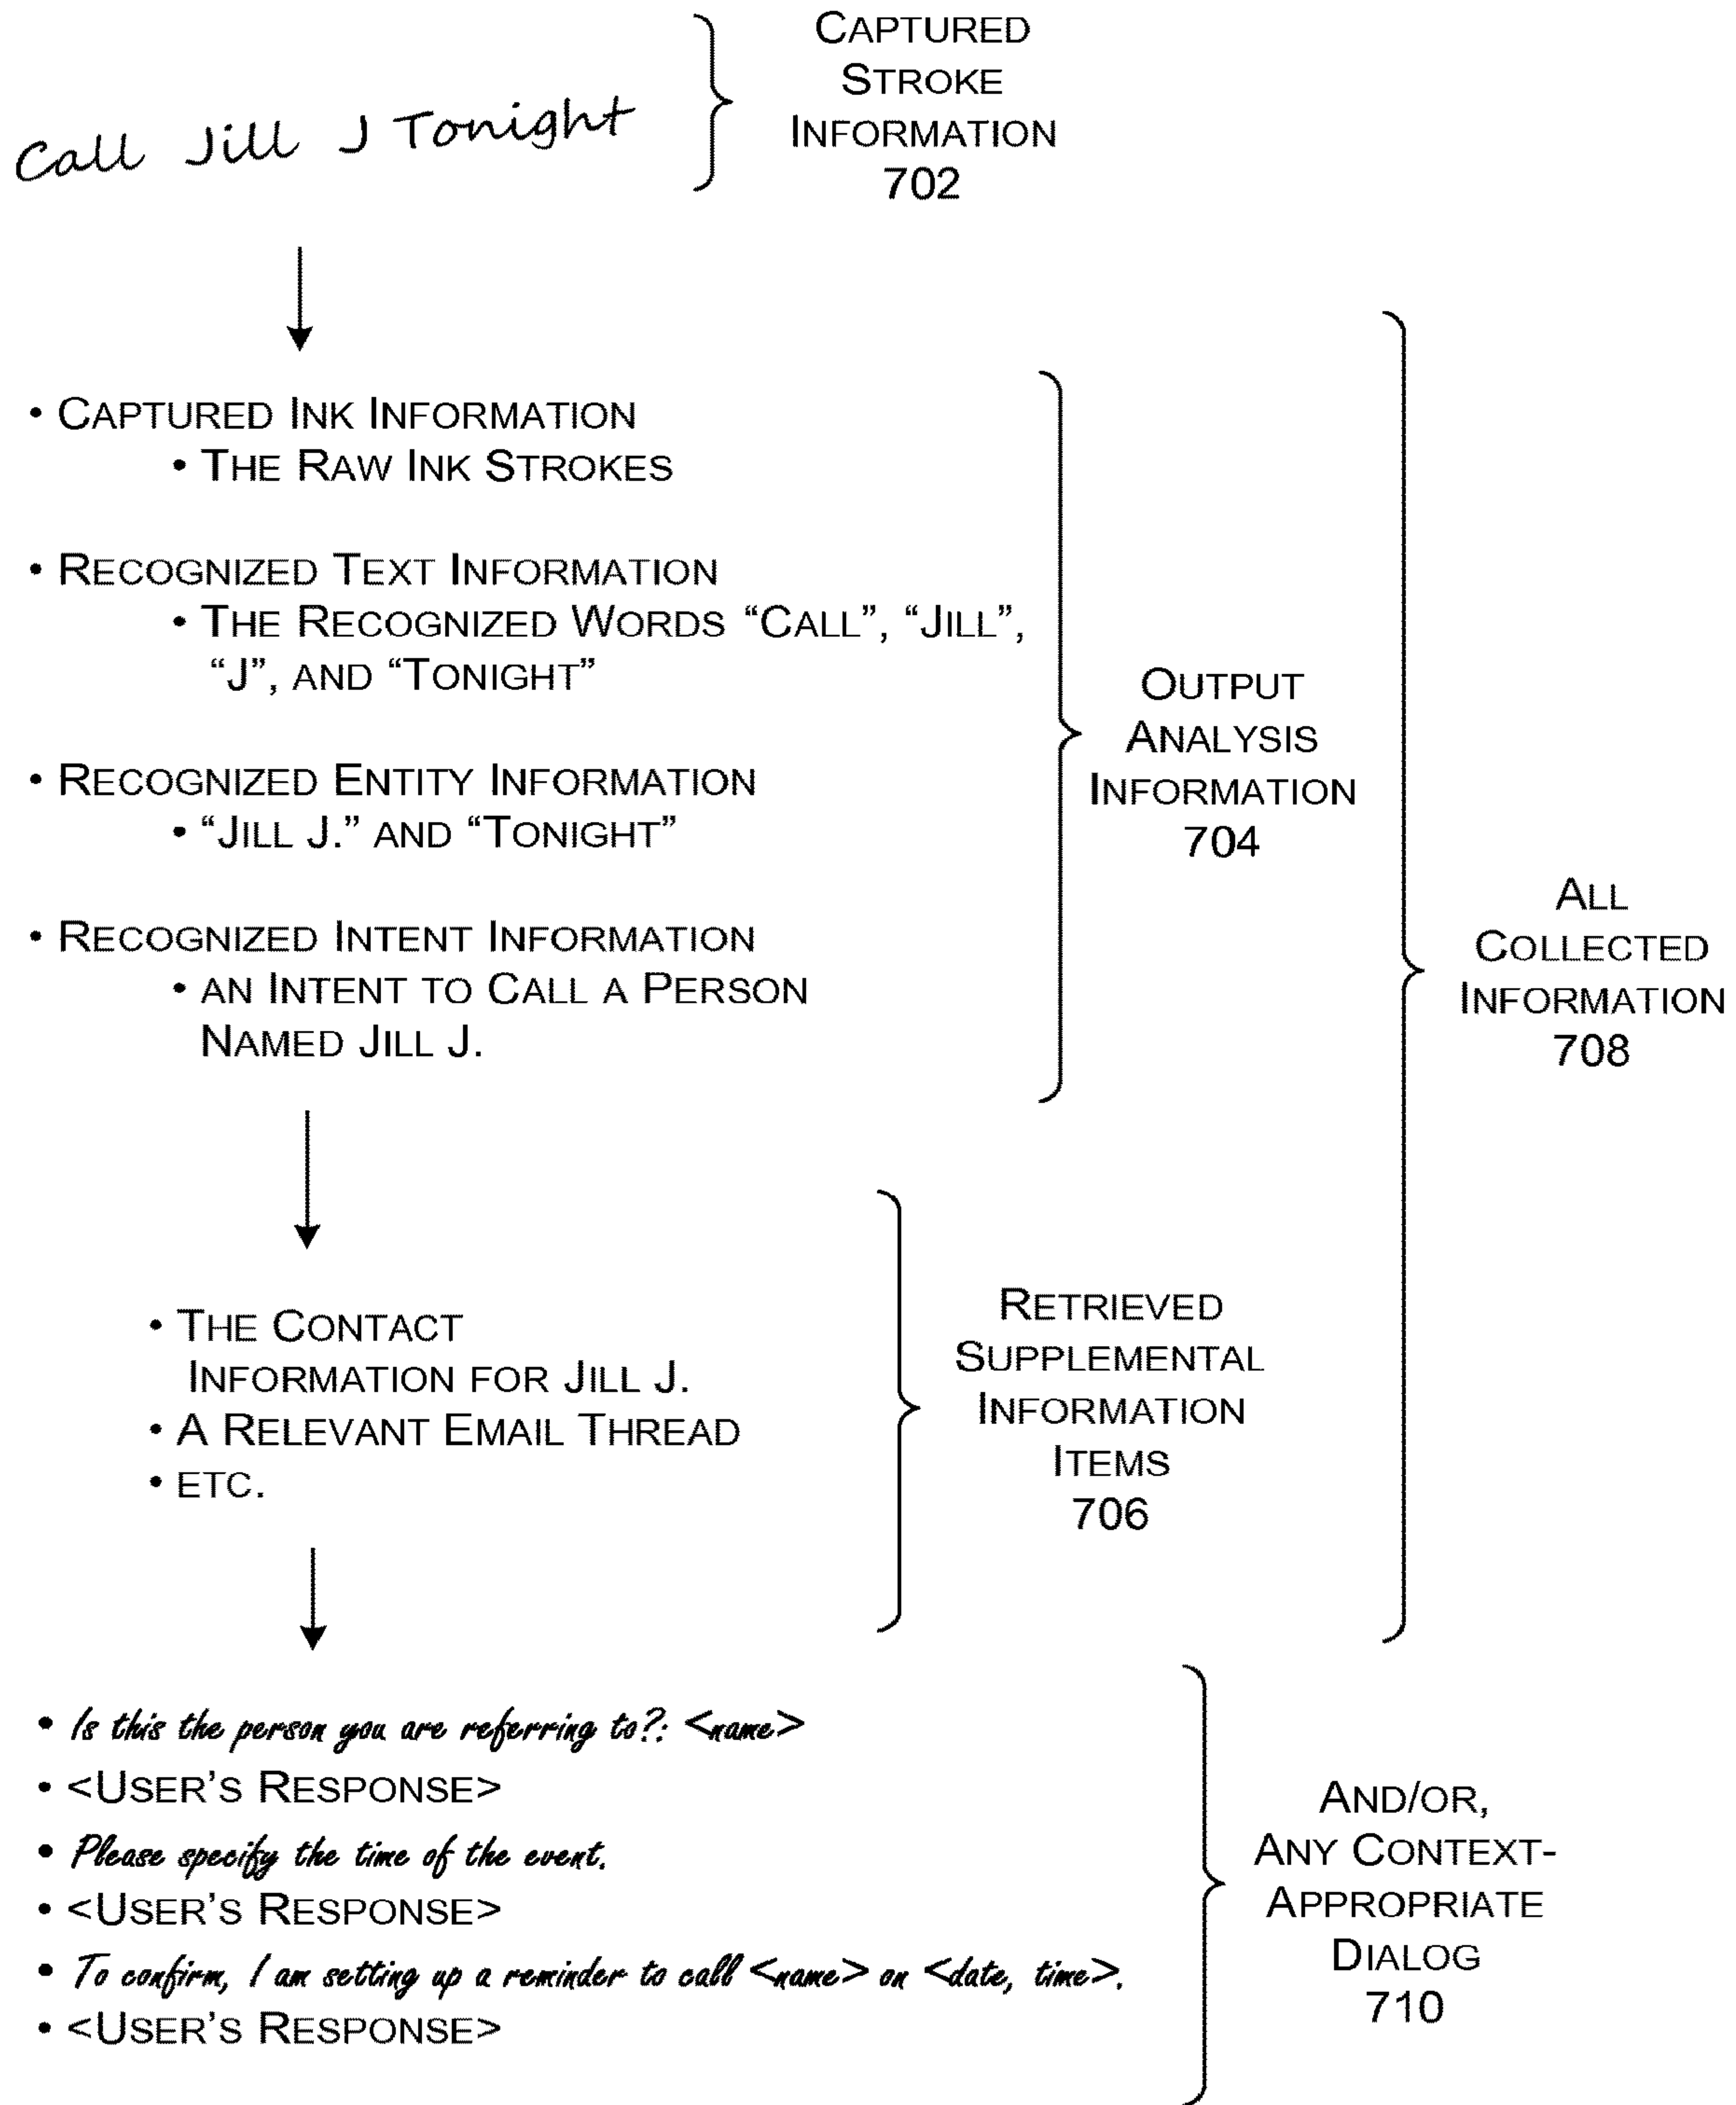 Call Jill J Tonight
CAPTURED
STROKE
INFORMATION
702
• CAPTURED INK INFORMATION
• THE RAW INK STROKES
• RECOGNIZED TEXT INFORMATION
• THE RECOGNIZED WORDS “CALL”, “JILL”,
“J”, AND “TONIGHT”
• RECOGNIZED ENTITY INFORMATION
• “JILL J.” AND “TONIGHT”
• RECOGNIZED INTENT INFORMATION
• AN INTENT TO CALL A PERSON
NAMED JILL J.
OUTPUT
ANALYSIS
INFORMATION
704
ALL
COLLECTED
INFORMATION
708
• THE CONTACT
INFORMATION FOR JILL J.
• A RELEVANT EMAIL THREAD
• ETC.
RETRIEVED
SUPPLEMENTAL
INFORMATION
ITEMS
706
• Is this the person you are referring to?: <name>
• <USER’S RESPONSE>
• Please specify the time of the event.
• <USER’S RESPONSE>
• To confirm, I am setting up a reminder to call <name> on <date, time>.
• <USER’S RESPONSE>
AND/OR,
ANY CONTEXT-
APPROPRIATE
DIALOG
710